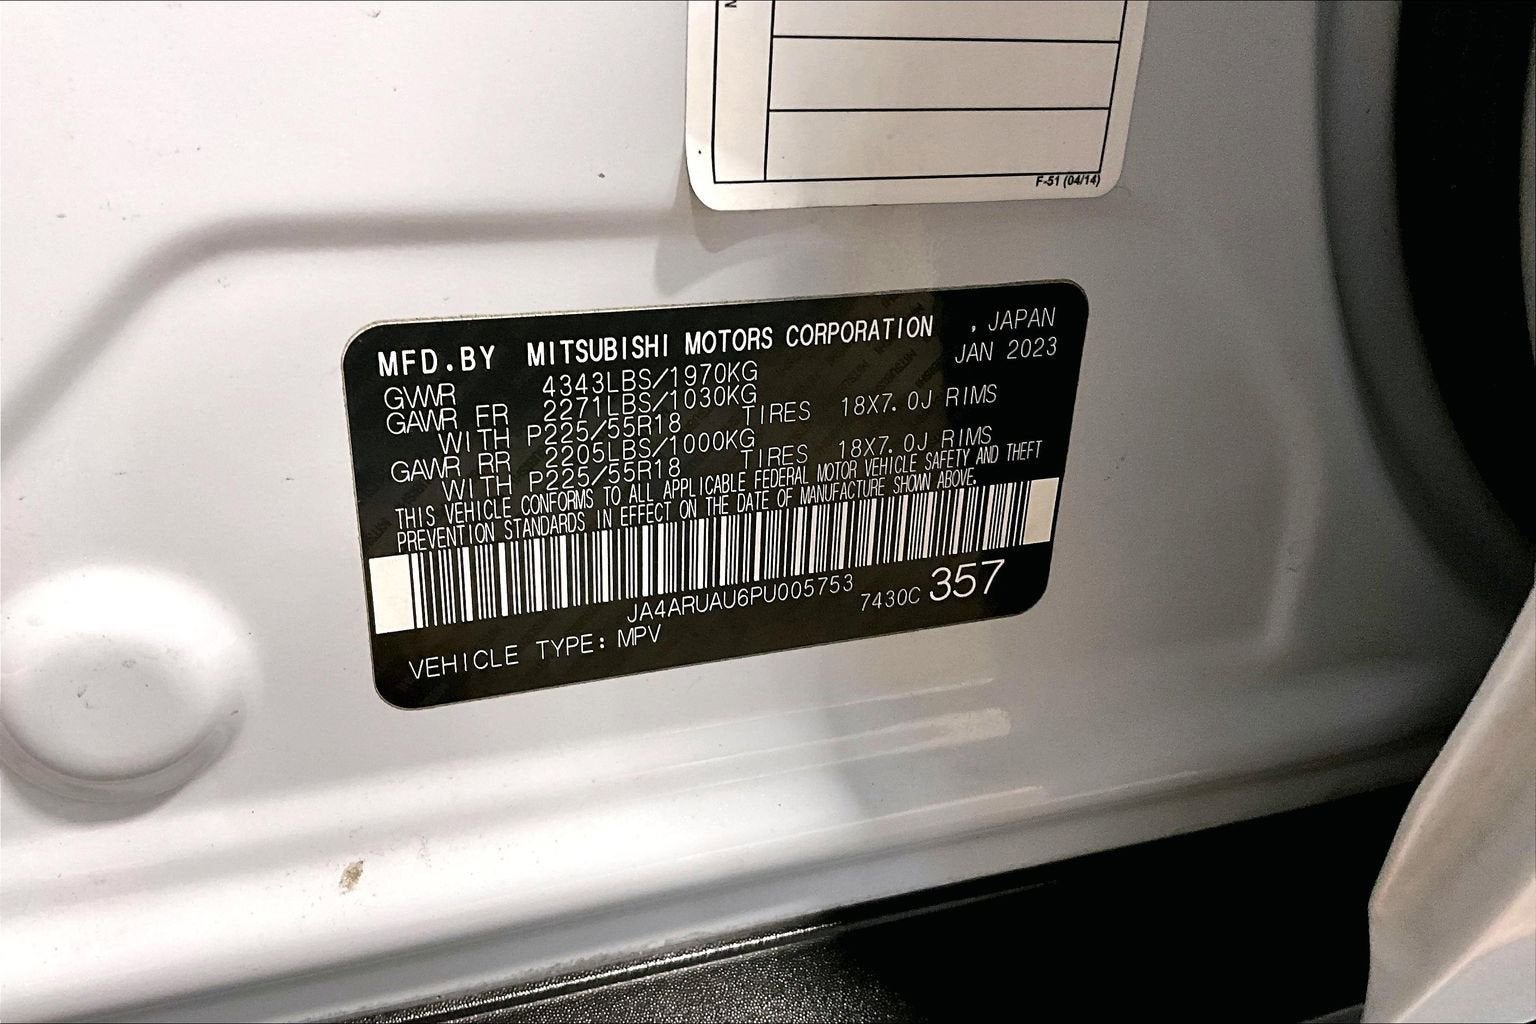 F-51 (04/14)
MFD.BY MITSUBISHI MOTORS CORPORATION , JAPAN
JAN 2023
GVWR 4343LBS/1970KG
GAWR FR 2271LBS/1030KG
WITH P225/55R18 TIRES 18X7.0J RIMS
GAWR RR 2205LBS/1000KG
WITH P225/55R18 TIRES 18X7.0J RIMS
THIS VEHICLE CONFORMS TO ALL APPLICABLE FEDERAL MOTOR VEHICLE SAFETY AND THEFT
PREVENTION STANDARDS IN EFFECT ON THE DATE OF MANUFACTURE SHOWN ABOVE.
JA4ARUAU6PU005753 7430C 357
VEHICLE TYPE: MPV